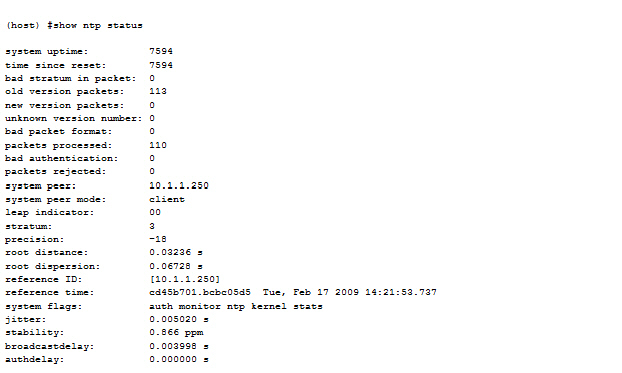 (host) $show ntp status
system uptime: 7594
time since reset: 7594
bad stratum in packet: 0
old version packets: 113
new version packets: 0
unknown version number: 0
bad packet format: 0
packets processed: 110
bad authentication: 0
packets rejected: 0
system peer: 10.1.1.250
system peer mode: client
leap indicator: 00
stratum: 3
precision: -18
root distance: 0.03236 s
root dispersion: 0.06728 s
reference ID: [10.1.1.250]
reference time: cd45b701.bcbc05d5 Tue, Feb 17 2009 14:21:53.737
system flags: auth monitor ntp kernel stats
jitter: 0.005020 s
stability: 0.866 ppm
broadcastdelay: 0.003998 s
authdelay: 0.000000 s